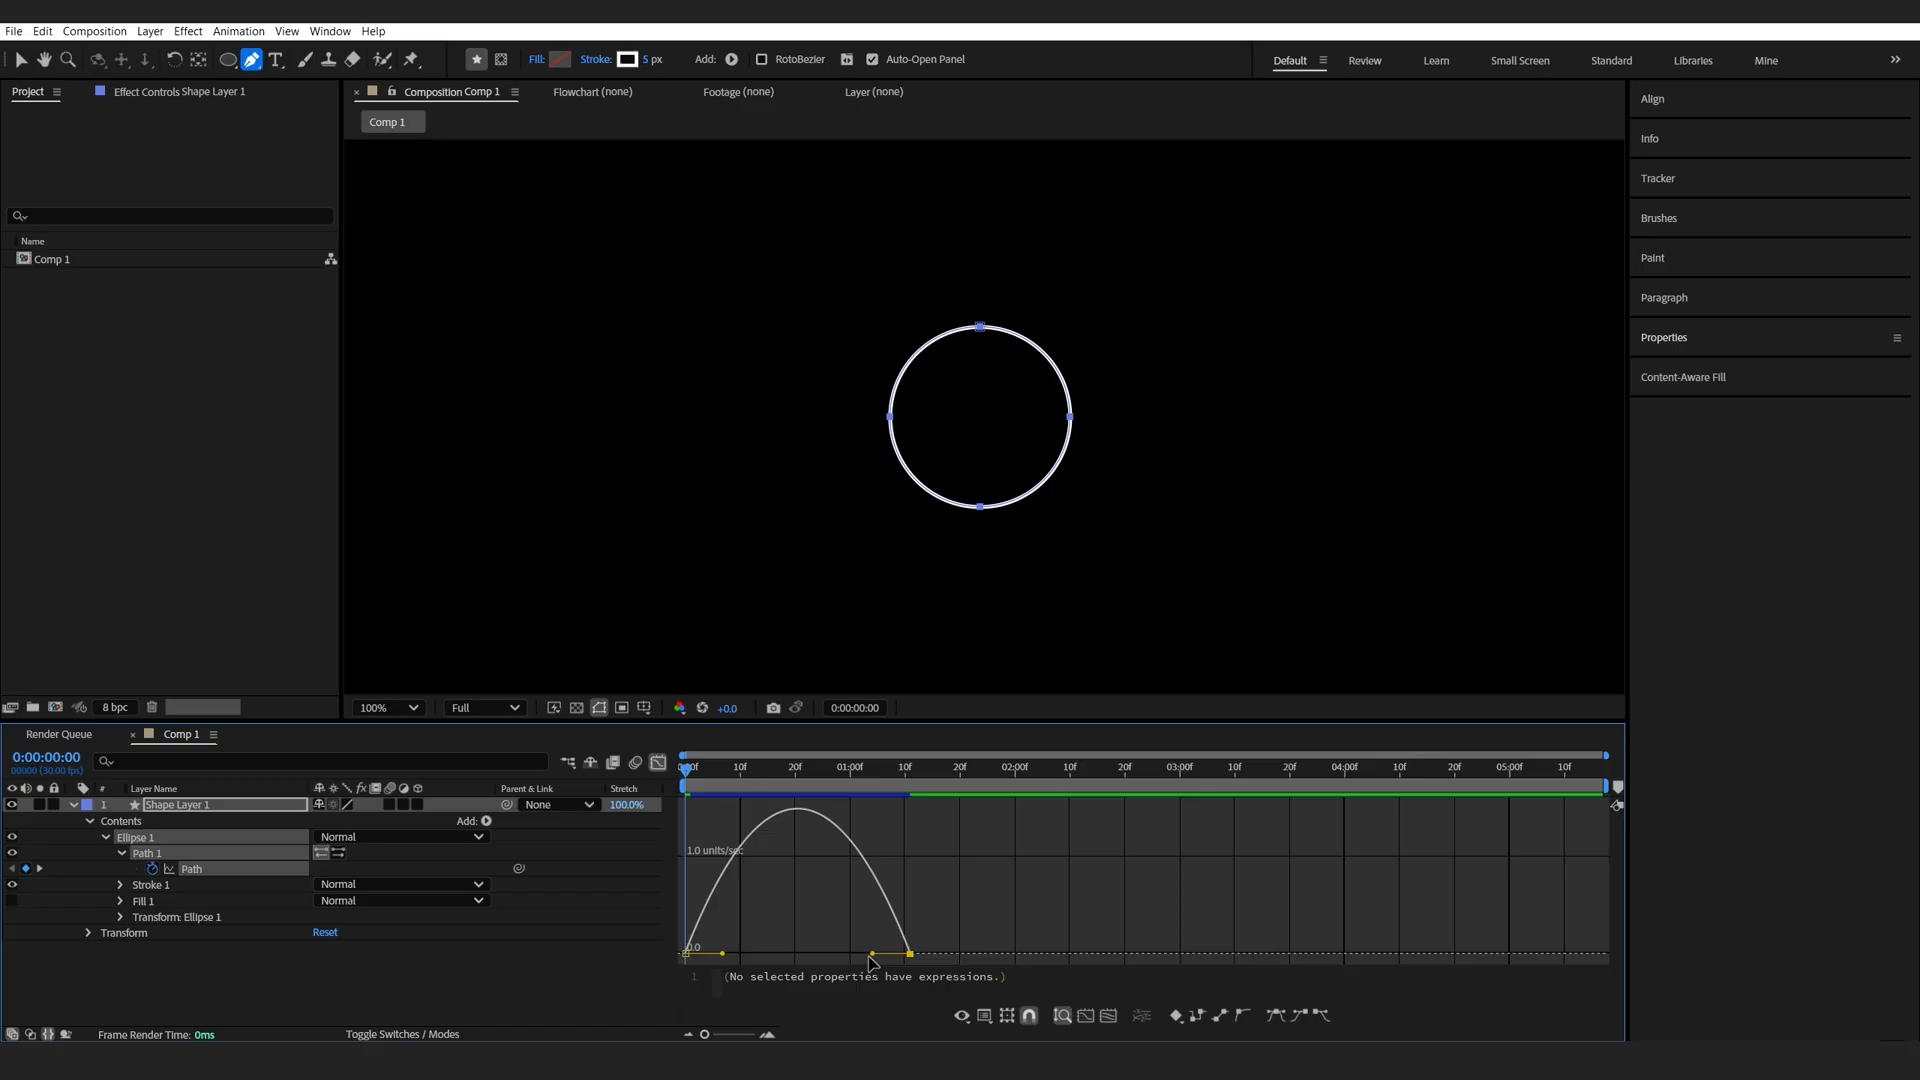 File Edit Composition Layer Effect Animation View Window Help
Fill: Stroke: 5 px Add: RotoBezier Auto-Open Panel Default Review Learn Small Screen Standard Libraries Mine
Project Effect Controls Shape Layer 1 Composition Comp 1 Flowchart (none) Footage (none) Layer (none)
Comp 1
Name
Comp 1
Align
Info
Tracker
Brushes
Paint
Paragraph
Properties
Content-Aware Fill
8 bpc 100% Full +0.0 0:00:00:00
Render Queue Comp 1
0:00:00:00
00000 (30.00 fps)
10f 20f 01:00f 10f 20f 02:00f 10f 20f 03:00f 10f 20f 04:00f 10f 20f 05:00f 10f
# Layer Name Parent & Link Stretch
1 Shape Layer 1 None 100.0%
Contents Add:
Ellipse 1 Normal
Path 1
Path
Stroke 1 Normal
Fill 1 Normal
Transform: Ellipse 1
Transform Reset
1.0 units/sec
0.0
1 (No selected properties have expressions.)
Frame Render Time: 0ms Toggle Switches / Modes